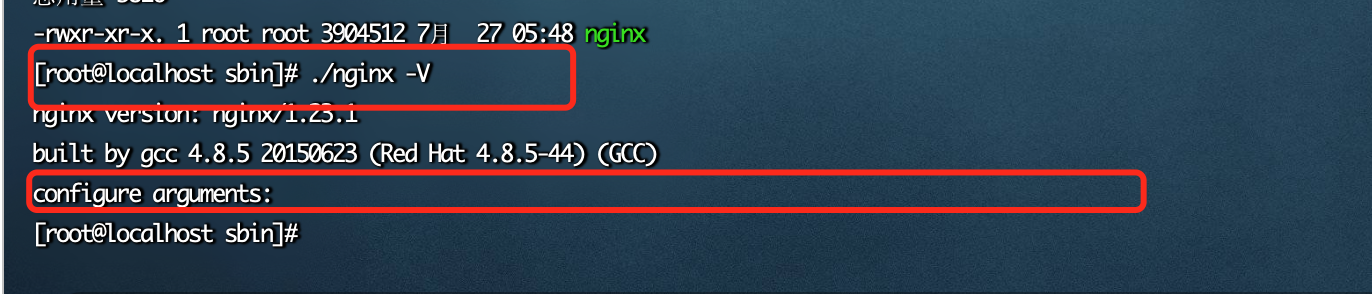 -rwxr-xr-x. 1 root root 3904512 7月  27 05:48 nginx
[root@localhost sbin]# ./nginx -V
nginx version: nginx/1.23.1
built by gcc 4.8.5 20150623 (Red Hat 4.8.5-44) (GCC)
configure arguments:
[root@localhost sbin]#